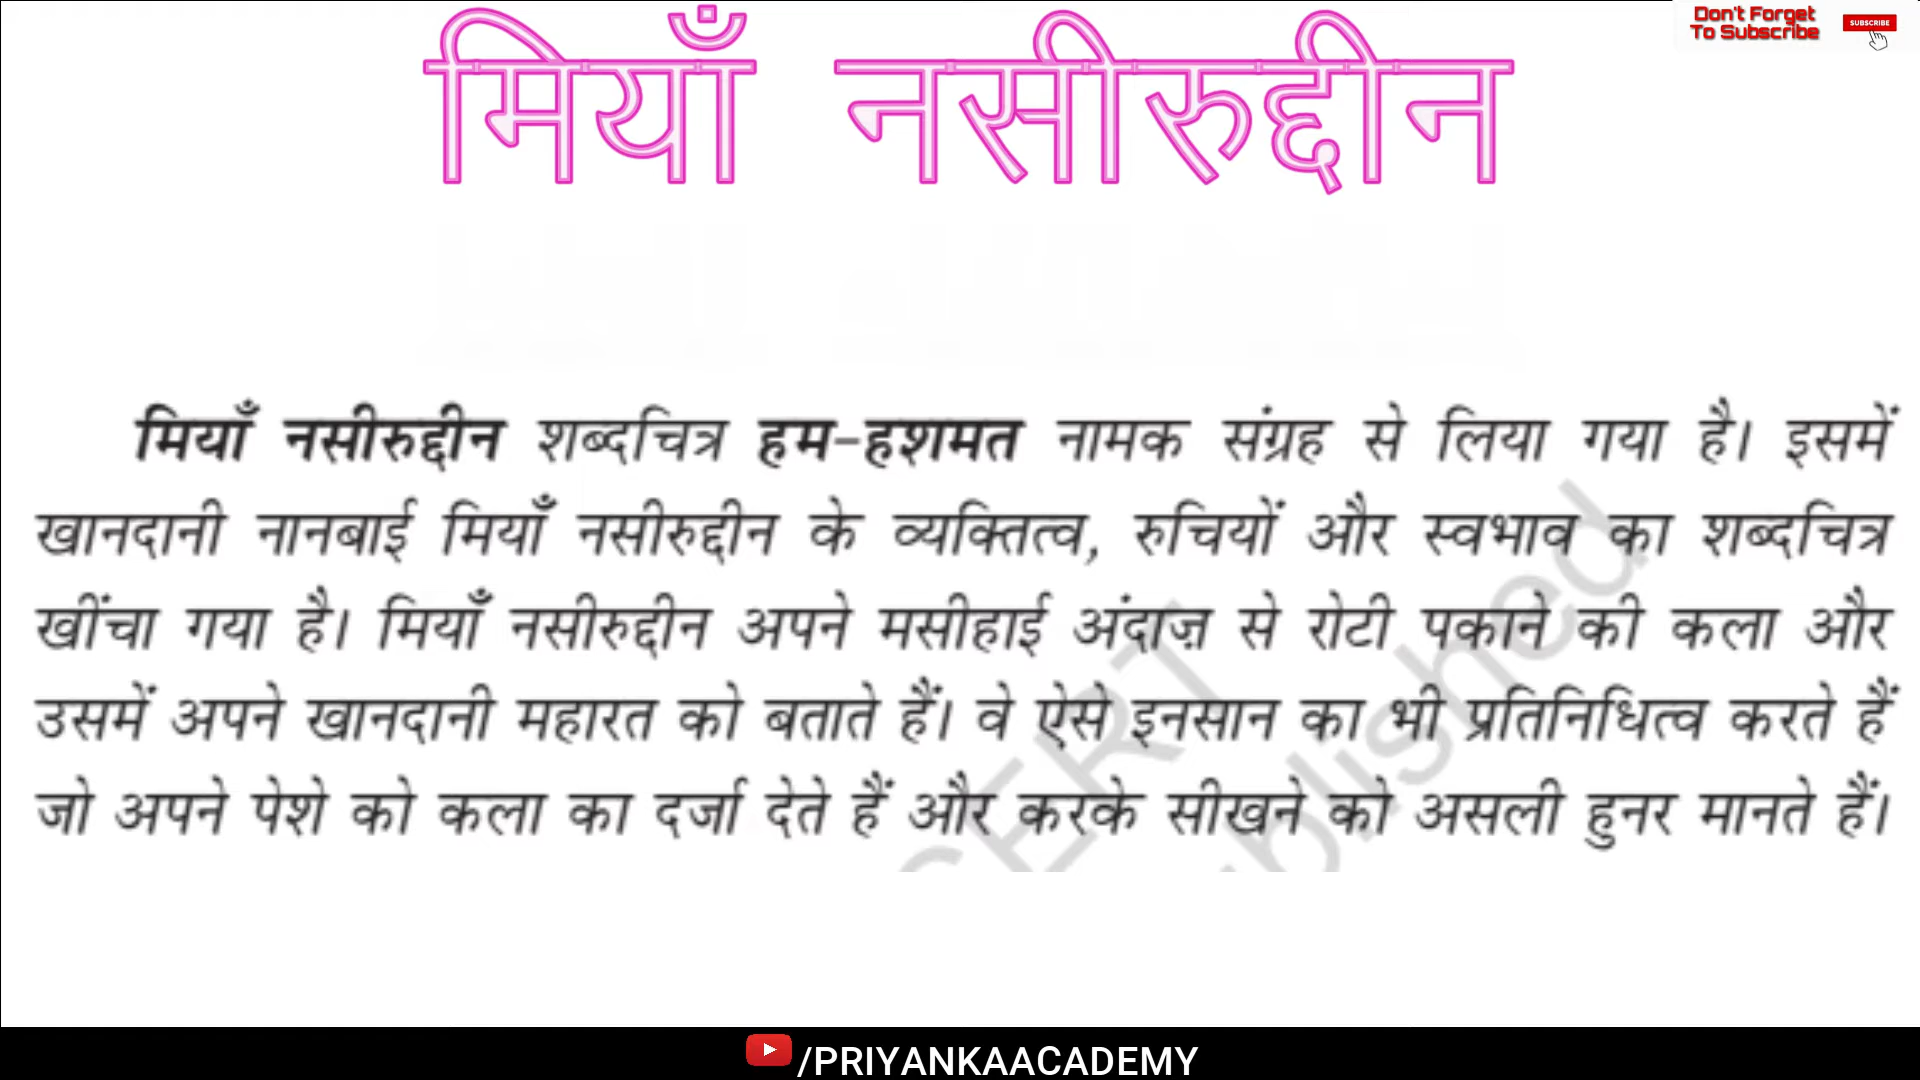 Don't Forget
To Subscribe
SUBSCRIBE
मियाँ नसीरुद्दीन
मियाँ नसीरुद्दीन शब्दचित्र हम-हशमत नामक संग्रह से लिया गया है। इसमें
खानदानी नानबाई मियाँ नसीरुद्दीन के व्यक्तित्व, रुचियों और स्वभाव का शब्दचित्र
खींचा गया है। मियाँ नसीरुद्दीन अपने मसीहाई अंदाज़ से रोटी पकाने की कला और
उसमें अपने खानदानी महारत को बताते हैं। वे ऐसे इनसान का भी प्रतिनिधित्व करते हैं
जो अपने पेशे को कला का दर्जा देते हैं और करके सीखने को असली हुनर मानते हैं।
/PRIYANKAACADEMY